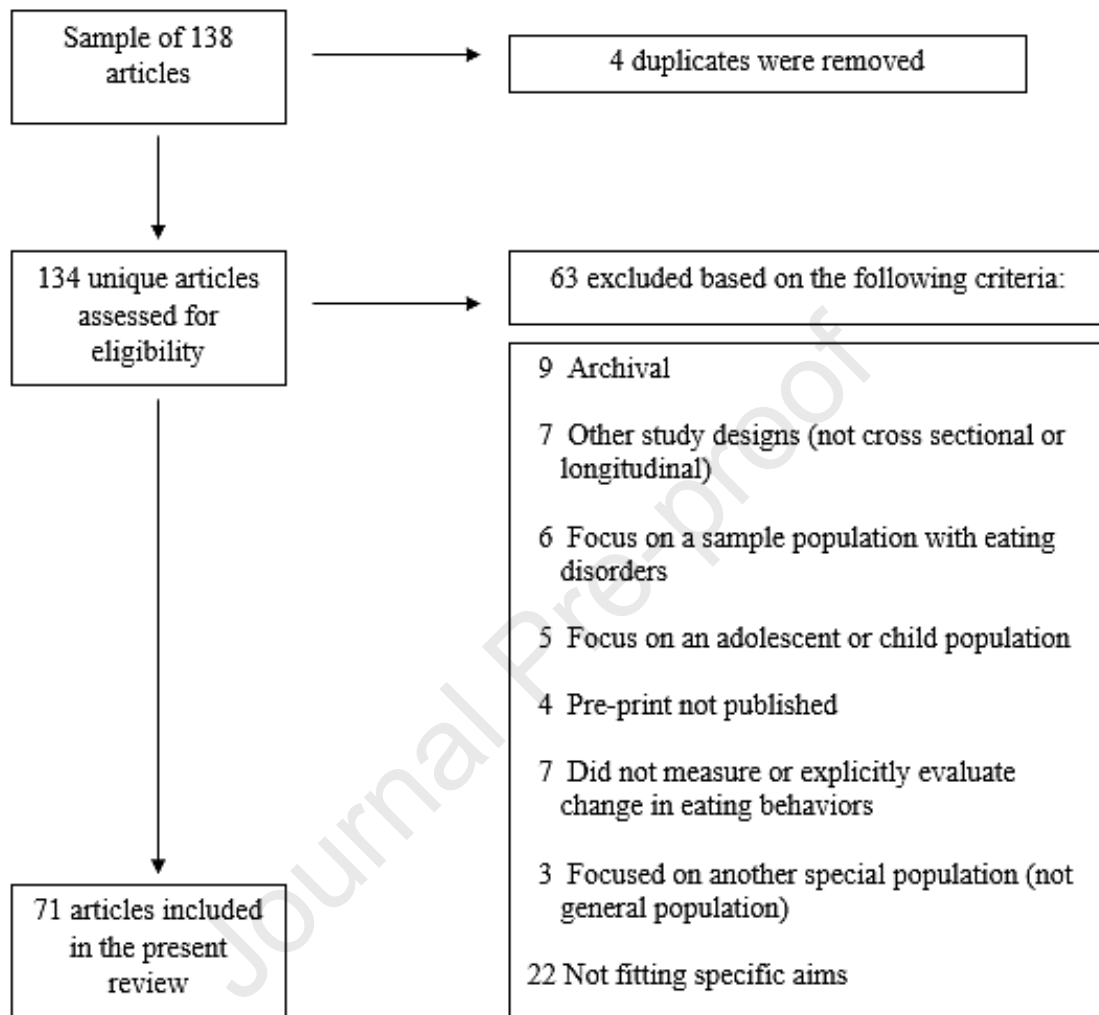 Sample of 138
articles
4 duplicates were removed
134 unique articles
assessed for
eligibility
63 excluded based on the following criteria:
9 Archival
7 Other study designs (not cross sectional or
longitudinal)
6 Focus on a sample population with eating
disorders
5 Focus on an adolescent or child population
4 Pre-print not published
7 Did not measure or explicitly evaluate
change in eating behaviors
3 Focused on another special population (not
general population)
22 Not fitting specific aims
71 articles included
in the present
review
Journal Pre-proof